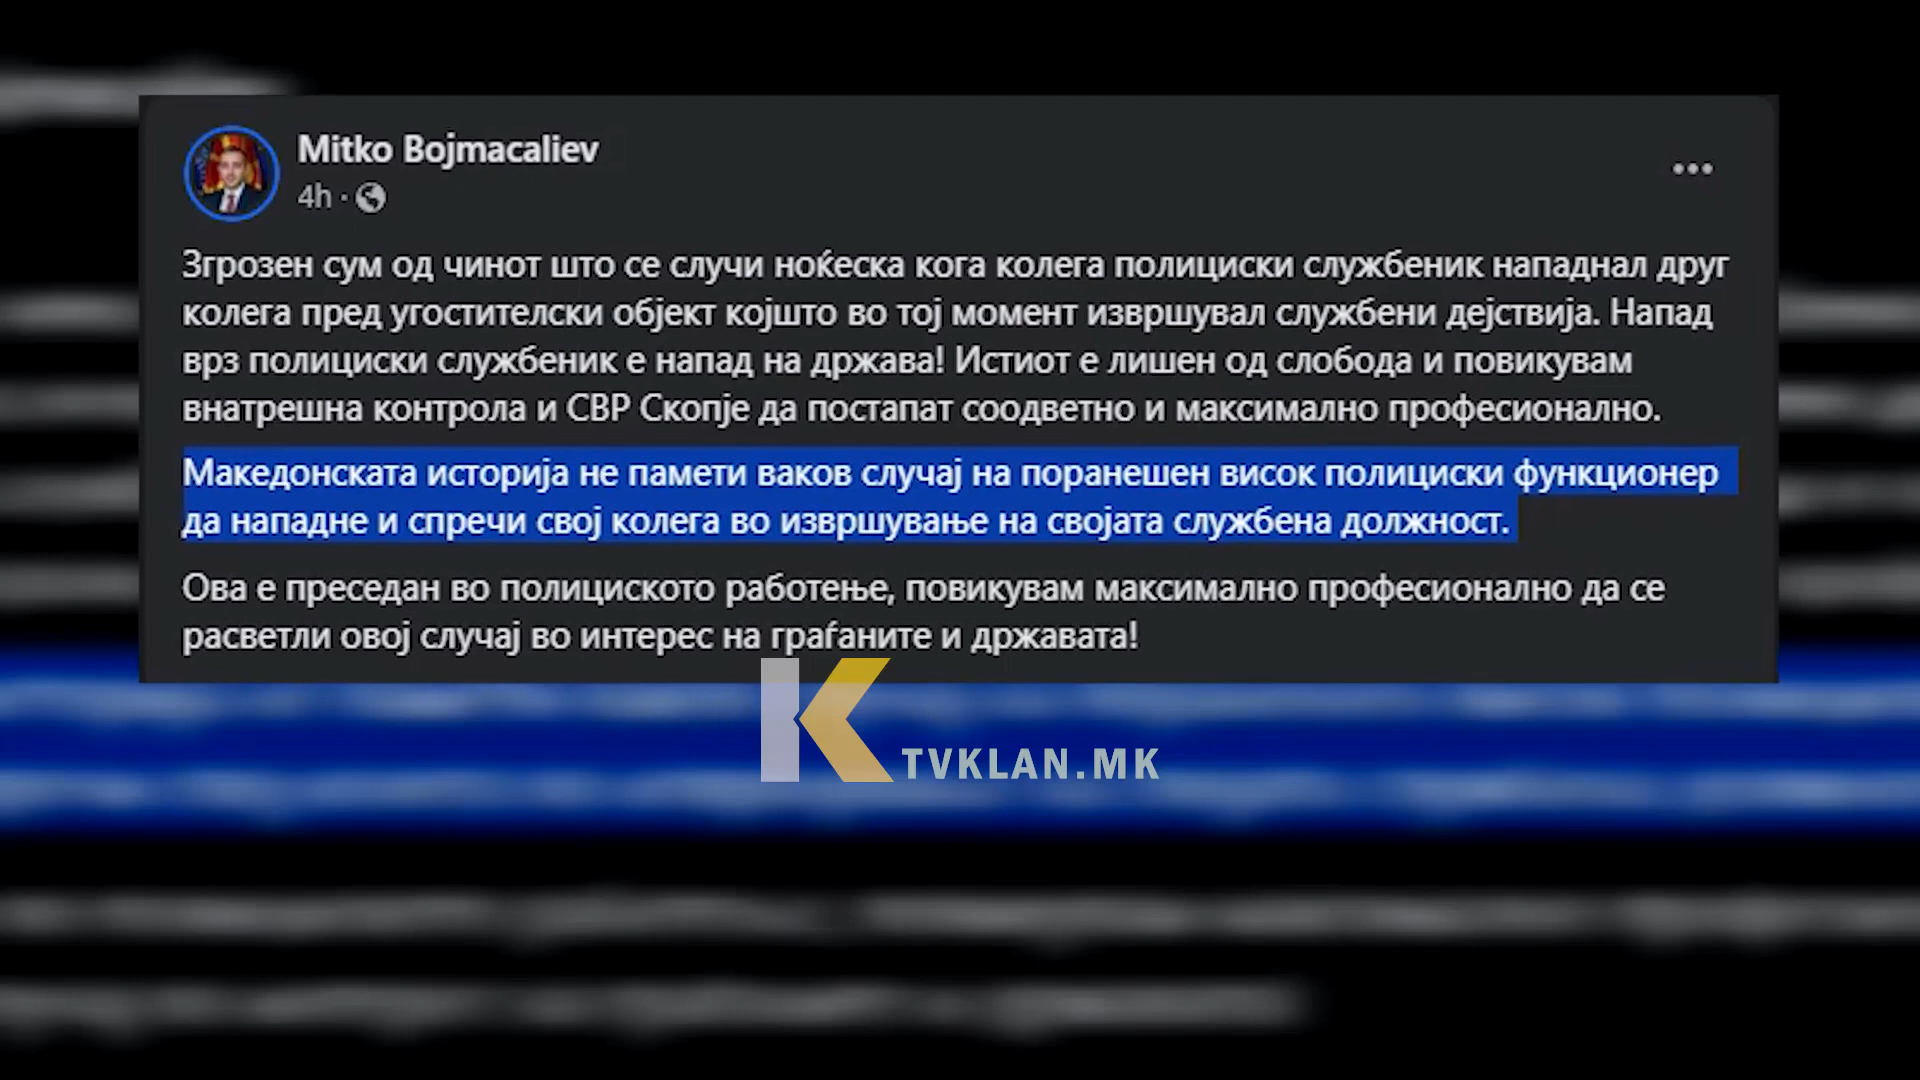 Mitko Bojmacaliev
4h ·
Згрозен сум од чинот што се случи ноќеска кога колега полициски службеник нападнал друг
колега пред угостителски објект којшто во тој момент извршувал службени дејствија. Напад
врз полициски службеник е напад на држава! Истиот е лишен од слобода и повикувам
внатрешна контрола и СВР Скопје да постапат соодветно и максимално професионално.
Македонската историја не памети ваков случај на поранешен висок полициски функционер
да нападне и спречи свој колега во извршување на својата службена должност.
Ова е преседан во полициското работење, повикувам максимално професионално да се
расветли овој случај во интерес на граѓаните и државата!
K TVKLAN.MK